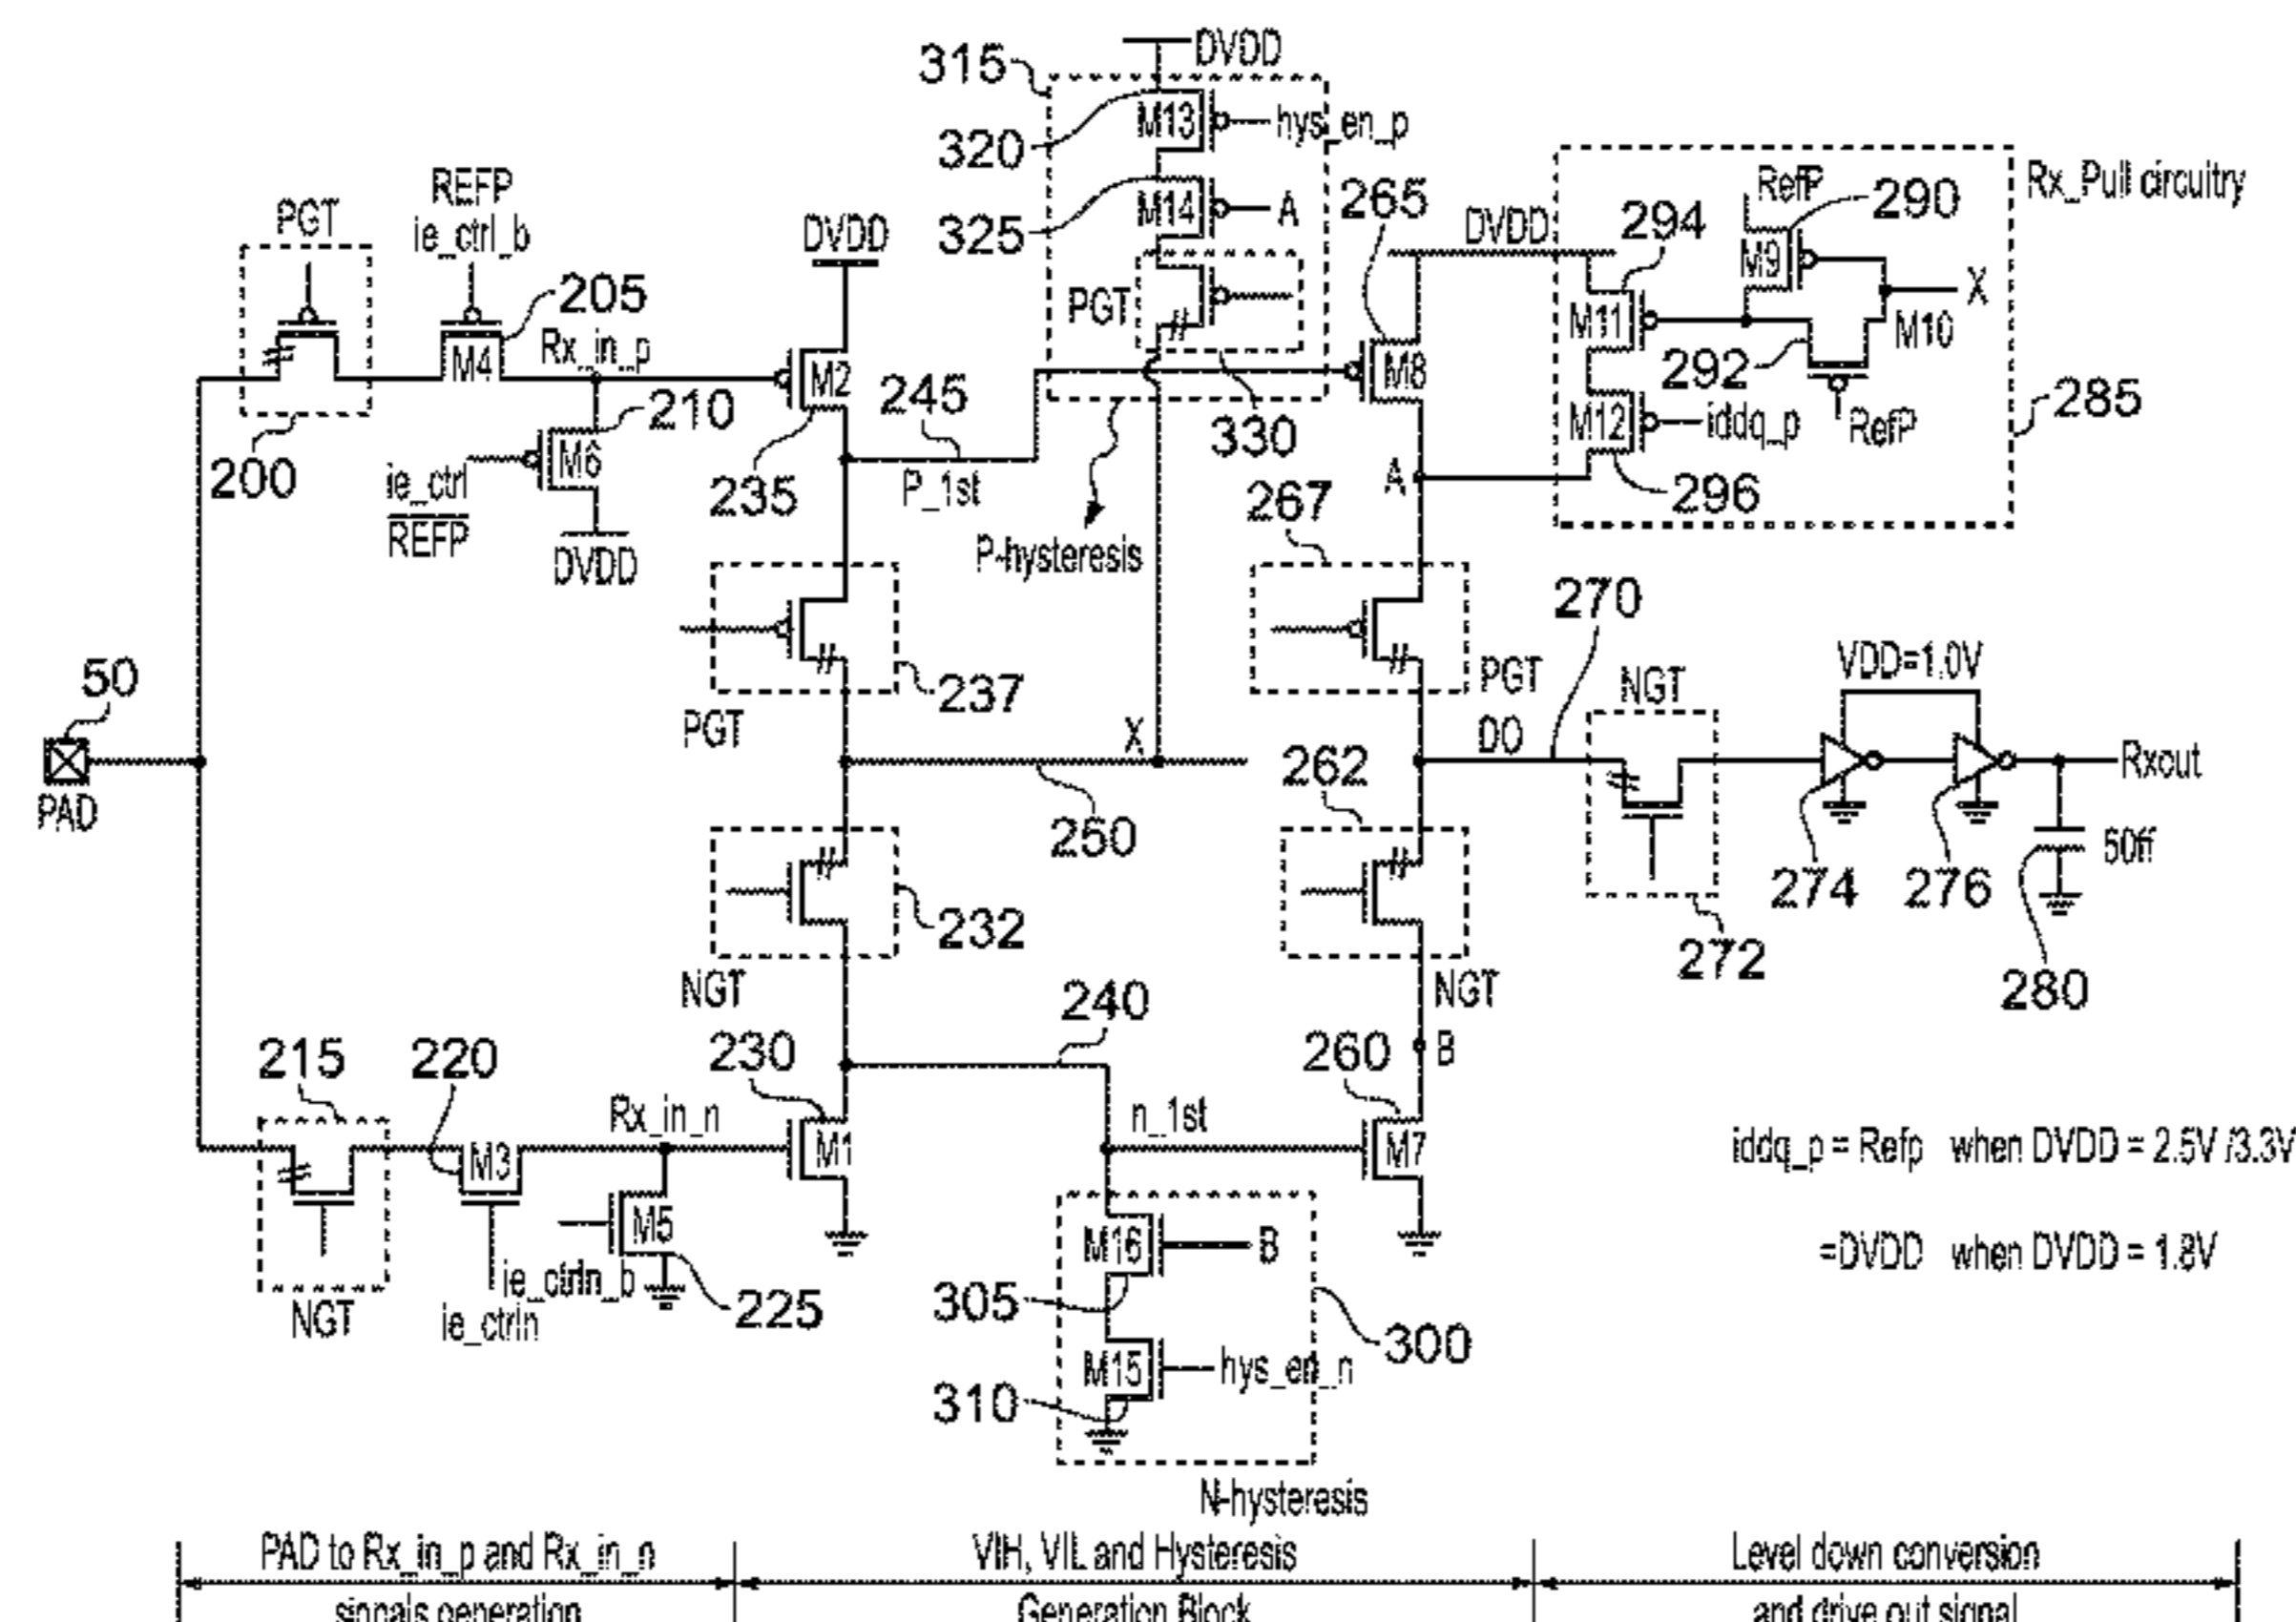 DVDD
315
M13
hys_en_p
320
M14
A
325
PGT
330
265
Rx_Pull circuitry
RefP
290
294
DVDD
M9
X
M11
M10
292
M12
iddq_p
RefP
285
296
PGT
REFP
ie_ctrl_b
205
M4
Rx_in_p
200
210
M6
ie_ctrl
REFP
DVDD
DVDD
M2
235
245
P_1st
P-hysteresis
M8
A
267
237
PGT
PGT
270
DO
NGT
VDD=1.0V
50
PAD
X
250
262
272
274
276
Rxout
50ff
280
232
NGT
NGT
240
B
215
220
Rx_in_n
230
M1
n_1st
260
M7
M3
M5
NGT
ie_ctrln
ie_ctrln_b
225
M16
B
305
M15
hys_en_n
310
300
N-hysteresis
iddq_p = Refp when DVDD = 2.5V /3.3V
=DVDD when DVDD = 1.8V
PAD to Rx_in_p and Rx_in_n
signals generation
VIH, VIL and Hysteresis
Generation Block
Level down conversion
and drive out signal